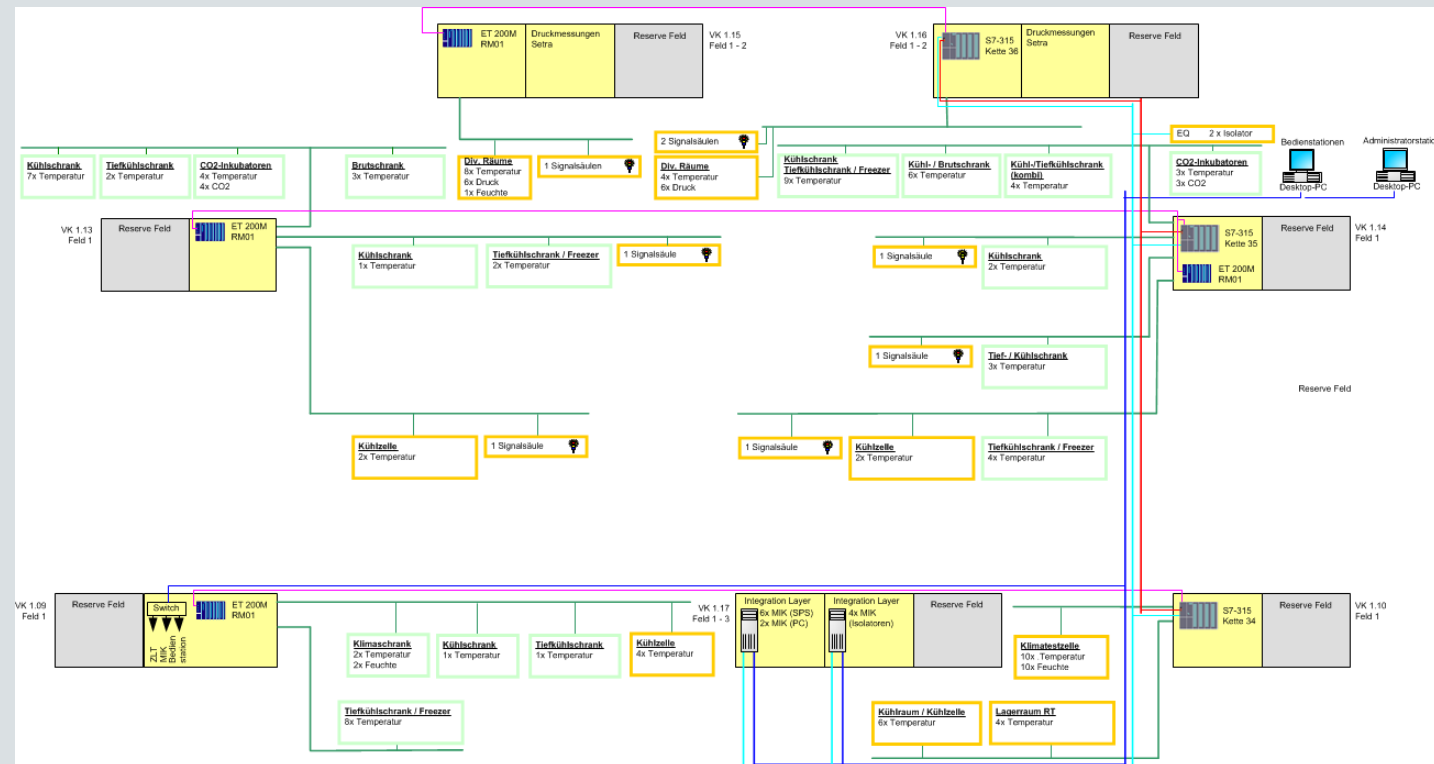 ET 200M
RM01
Druckmessungen
Setra
Reserve Feld
VK 1.15
Feld 1 - 2
VK 1.16
Feld 1 - 2
S7-315
Kette 36
Druckmessungen
Setra
Reserve Feld
Kühlschrank
7x Temperatur
Tiefkühlschrank
2x Temperatur
CO2-Inkubatoren
4x Temperatur
4x CO2
Brutschrank
3x Temperatur
Div. Räume
8x Temperatur
6x Druck
1x Feuchte
1 Signalsäulen
2 Signalsäulen
Div. Räume
4x Temperatur
6x Druck
Kühlschrank
Tiefkühlschrank / Freezer
9x Temperatur
Kühl- / Brutschrank
6x Temperatur
Kühl-/Tiefkühlschrank
(kombi)
4x Temperatur
EQ 2 x Isolator
CO2-Inkubatoren
3x Temperatur
3x CO2
Bedienstationen
Desktop-PC
Administratorstatio
Desktop-PC
VK 1.13
Feld 1
Reserve Feld
ET 200M
RM01
Kühlschrank
1x Temperatur
Tiefkühlschrank / Freezer
2x Temperatur
1 Signalsäule
1 Signalsäule
Kühlschrank
2x Temperatur
S7-315
Kette 35
ET 200M
RM01
Reserve Feld
VK 1.14
Feld 1
1 Signalsäule
Tief- / Kühlschrank
3x Temperatur
Reserve Feld
Kühlzelle
2x Temperatur
1 Signalsäule
1 Signalsäule
Kühlzelle
2x Temperatur
Tiefkühlschrank / Freezer
4x Temperatur
VK 1.09
Feld 1
Reserve Feld
Switch
ZLT
MIK
Bedien
station
ET 200M
RM01
Klimaschrank
2x Temperatur
2x Feuchte
Kühlschrank
1x Temperatur
Tiefkühlschrank
1x Temperatur
Kühlzelle
4x Temperatur
VK 1.17
Feld 1 - 3
Integration Layer
6x MIK (SPS)
2x MIK (PC)
Integration Layer
4x MIK
(Isolatoren)
Reserve Feld
Klimatestzelle
10x Temperatur
10x Feuchte
S7-315
Kette 34
Reserve Feld
VK 1.10
Feld 1
Tiefkühlschrank / Freezer
8x Temperatur
Kühlraum / Kühlzelle
6x Temperatur
Lagerraum RT
4x Temperatur